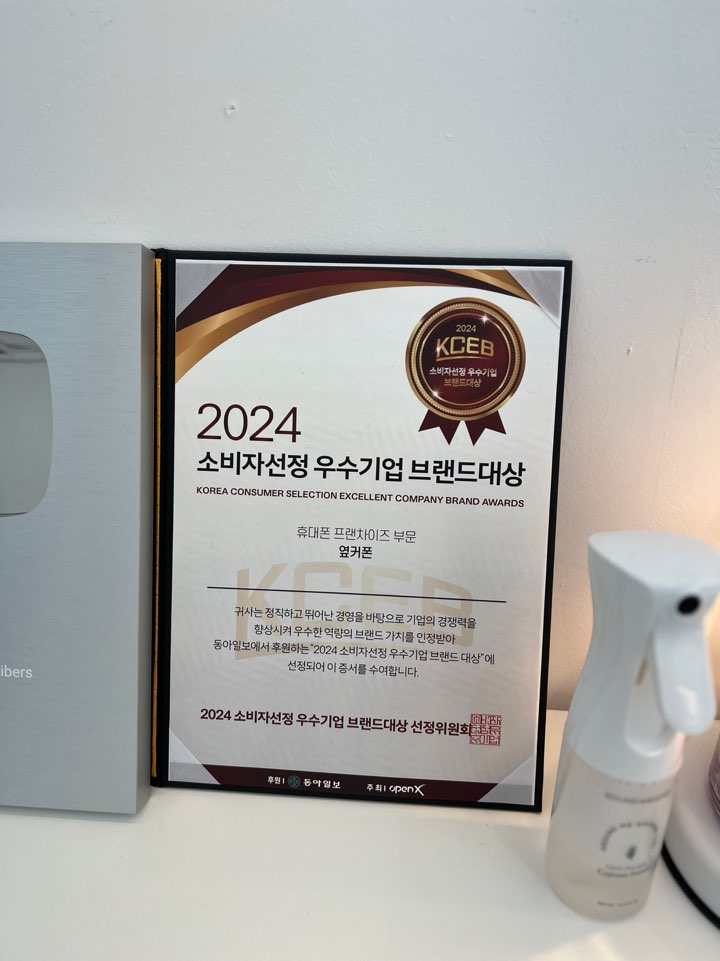 2024
KCEB
소비자선정 우수기업
브랜드대상
2024
소비자선정 우수기업 브랜드대상
KOREA CONSUMER SELECTION EXCELLENT COMPANY BRAND AWARDS
휴대폰 프랜차이즈 부문
옆커폰
KCEB
귀사는 정직하고 뛰어난 경영을 바탕으로 기업의 경쟁력을
향상시켜 우수한 역량의 브랜드 가치를 인정받아
동아일보에서 후원하는 "2024 소비자선정 우수기업 브랜드 대상"에
선정되어 이 증서를 수여합니다.
2024 소비자선정 우수기업 브랜드대상 선정위원회
후원 | 동아일보 주최 | openX
ibers